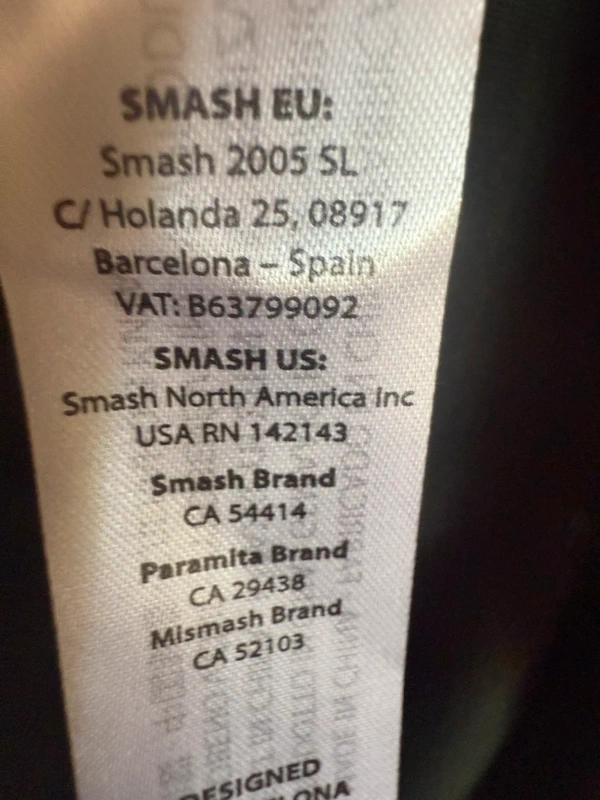 SMASH EU:
Smash 2005 SL
C/ Holanda 25, 08917
Barcelona – Spain
VAT: B63799092
SMASH US:
Smash North America Inc
USA RN 142143
Smash Brand
CA 54414
Paramita Brand
CA 29438
Mismash Brand
CA 52103
DESIGNED